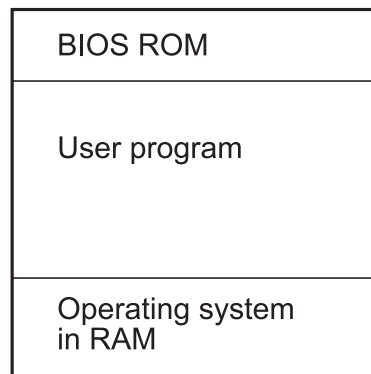 BIOS ROM
User program
Operating system
in RAM